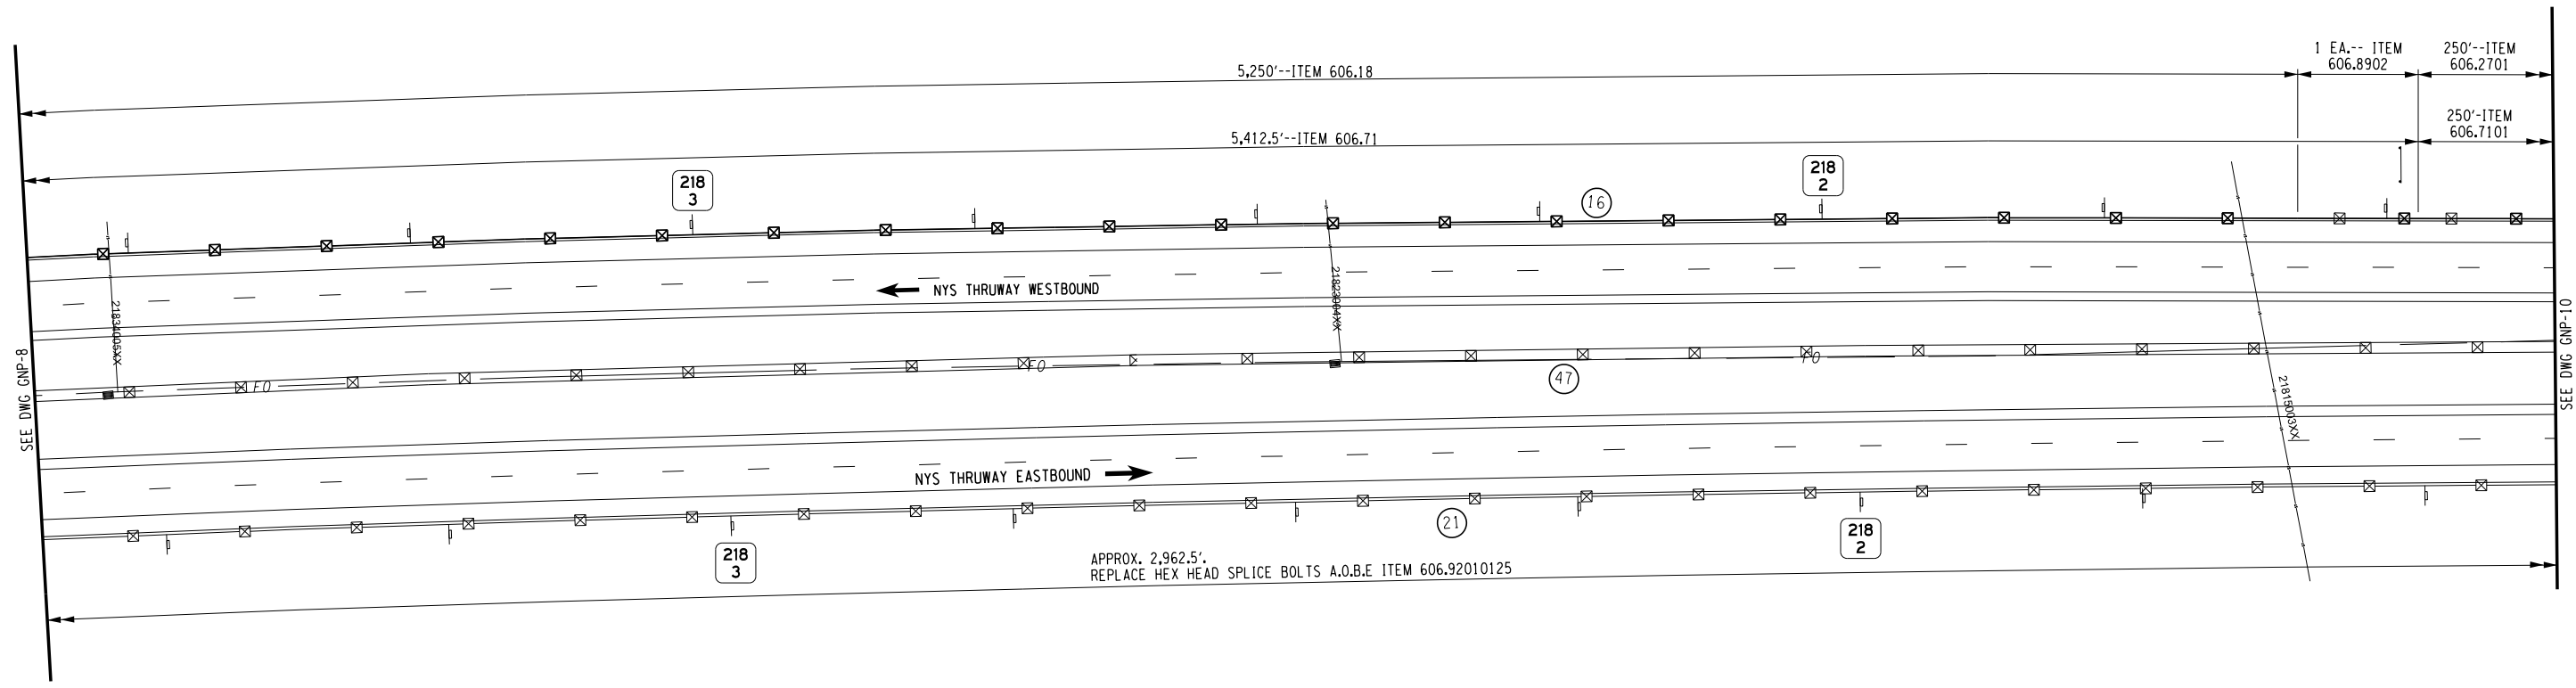 1 EA.-- ITEM
606.8902
250'--ITEM
606.2701
5,250'--ITEM 606.18
250'-ITEM
606.7101
5,412.5'--ITEM 606.71
218
3
218
2
16
21834005XX
21823004XX
NYS THRUWAY WESTBOUND
SEE DWG GNP-8
SEE DWG GNP-10
FO
FO
FO
47
21815003XX
NYS THRUWAY EASTBOUND
21
218
3
218
2
APPROX. 2,962.5'.
REPLACE HEX HEAD SPLICE BOLTS A.O.B.E ITEM 606.92010125